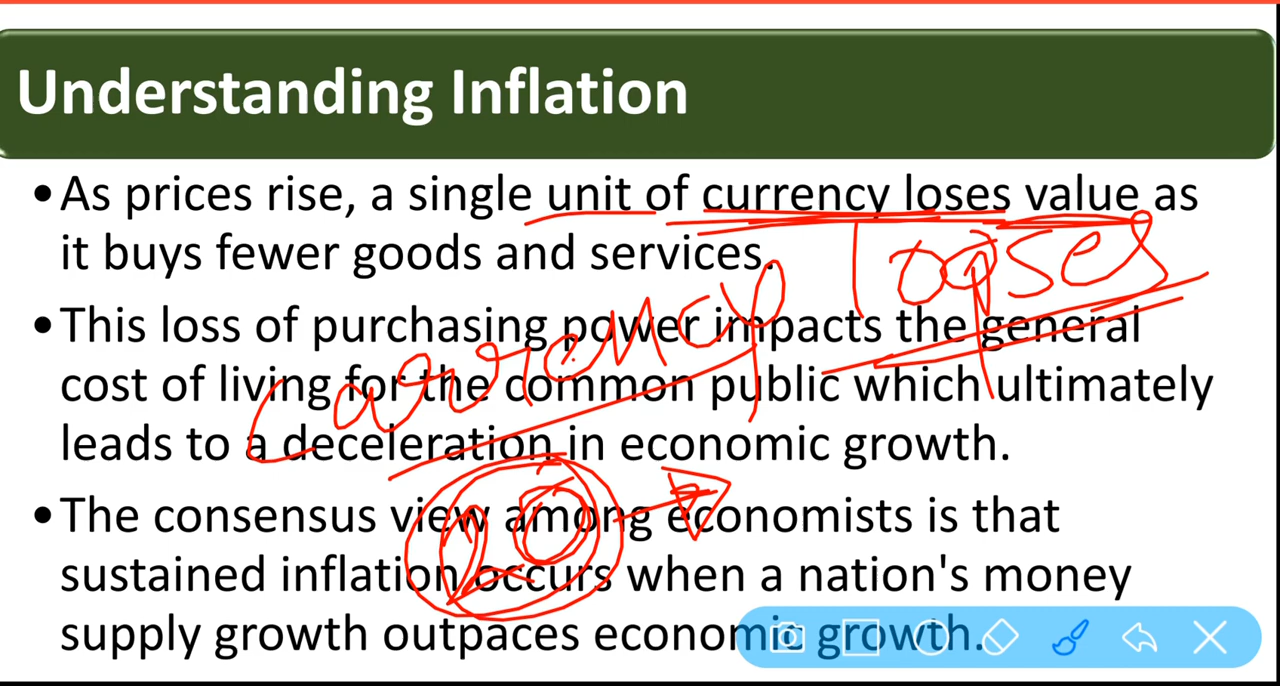 Understanding Inflation
•As prices rise, a single unit of currency loses value as
it buys fewer goods and services.
•This loss of purchasing power impacts the general
cost of living for the common public which ultimately
leads to a deceleration in economic growth.
•The consensus view among economists is that
sustained inflation occurs when a nation's money
supply growth outpaces economic growth.
currency
20